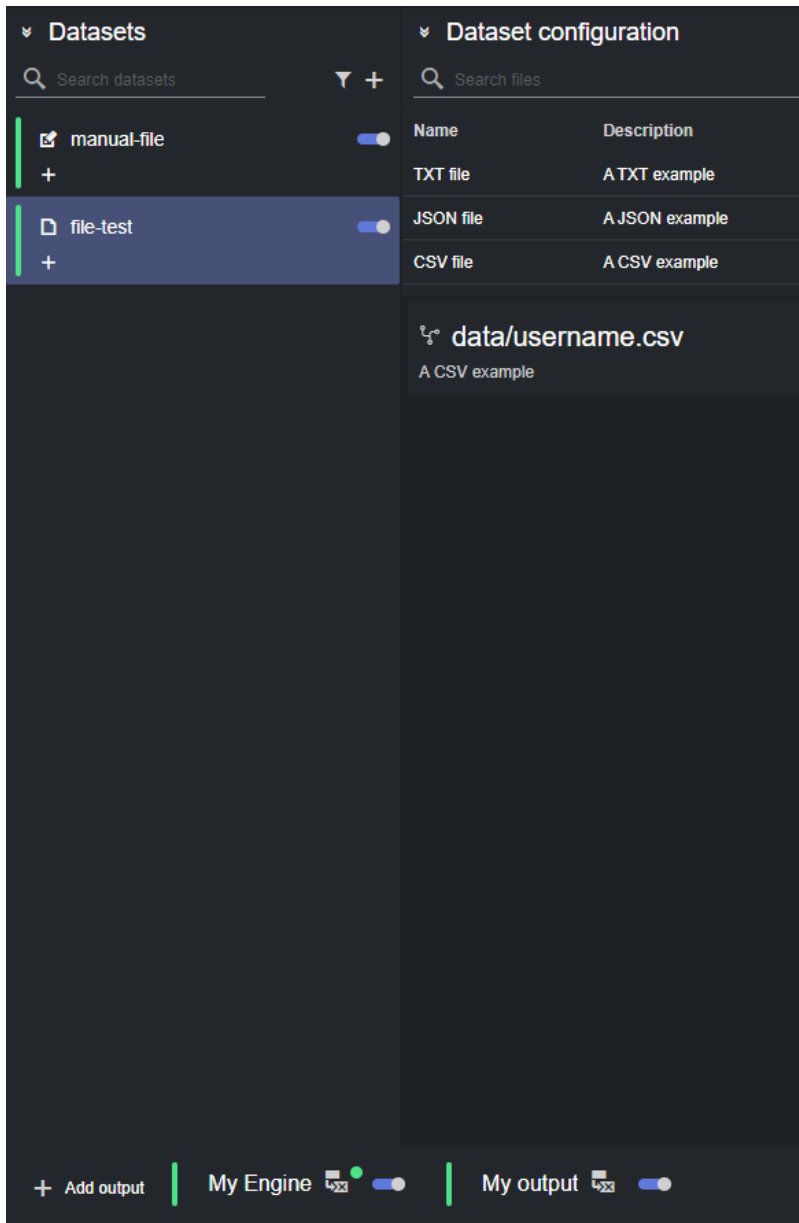 Datasets
Search datasets
manual-file
file-test
Dataset configuration
Search files
Name Description
TXT file A TXT example
JSON file A JSON example
CSV file A CSV example
data/username.csv
A CSV example
Add output My Engine My output